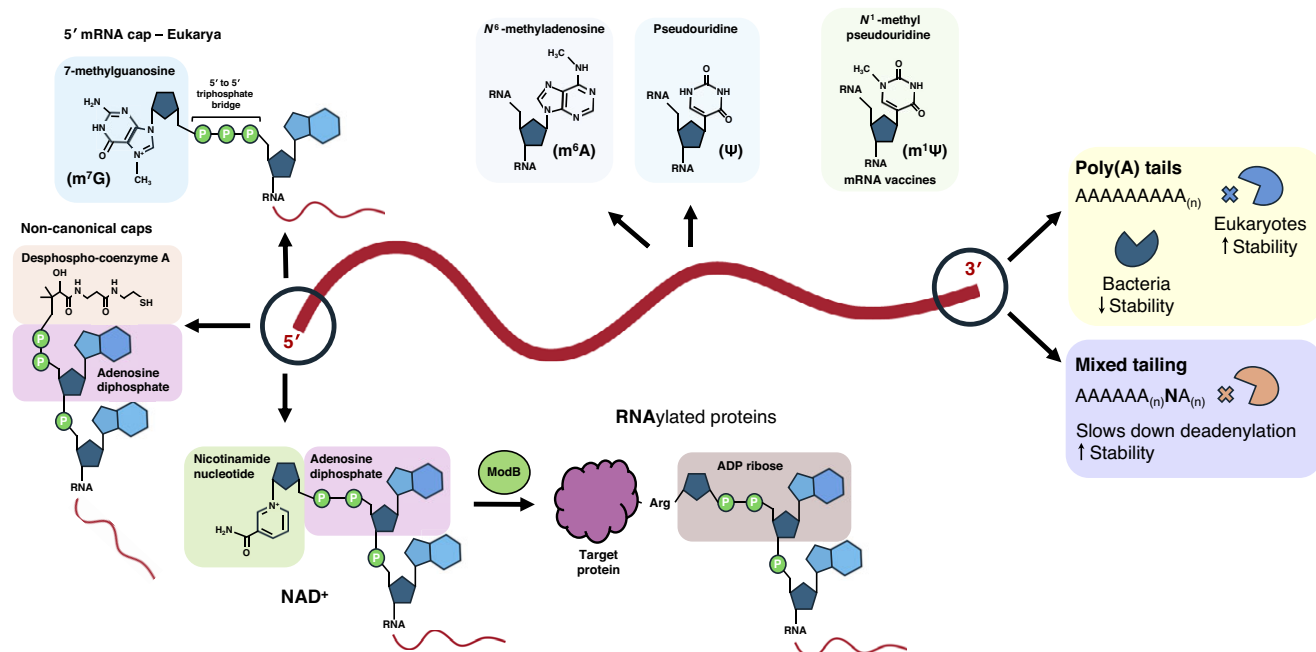 5′ mRNA cap – Eukarya
7-methylguanosine
5′ to 5′
triphosphate
bridge
H₂N
N
N
HN
N
O
N⁺
CH₃
(m⁷G)
P
P
P
RNA
N⁶-methyladenosine
H₃C
NH
N
N
N
N
RNA
RNA
(m⁶A)
Pseudouridine
O
HN
NH
O
RNA
RNA
(Ψ)
N¹-methyl
pseudouridine
H₃C
O
N
NH
O
RNA
RNA
(m¹Ψ)
mRNA vaccines
Poly(A) tails
AAAAAAAAA(n)
Eukaryotes
↑ Stability
Bacteria
↓ Stability
Mixed tailing
AAAAAA(n)NA(n)
Slows down deadenylation
↑ Stability
3′
5′
Non-canonical caps
Desphospho-coenzyme A
OH
H
N
H
N
SH
O
O
P
P
Adenosine
diphosphate
P
RNA
Nicotinamide
nucleotide
Adenosine
diphosphate
P
P
N⁺
H₂N
O
P
RNA
NAD⁺
RNAylated proteins
ModB
Target
protein
Arg
ADP ribose
P
P
P
RNA